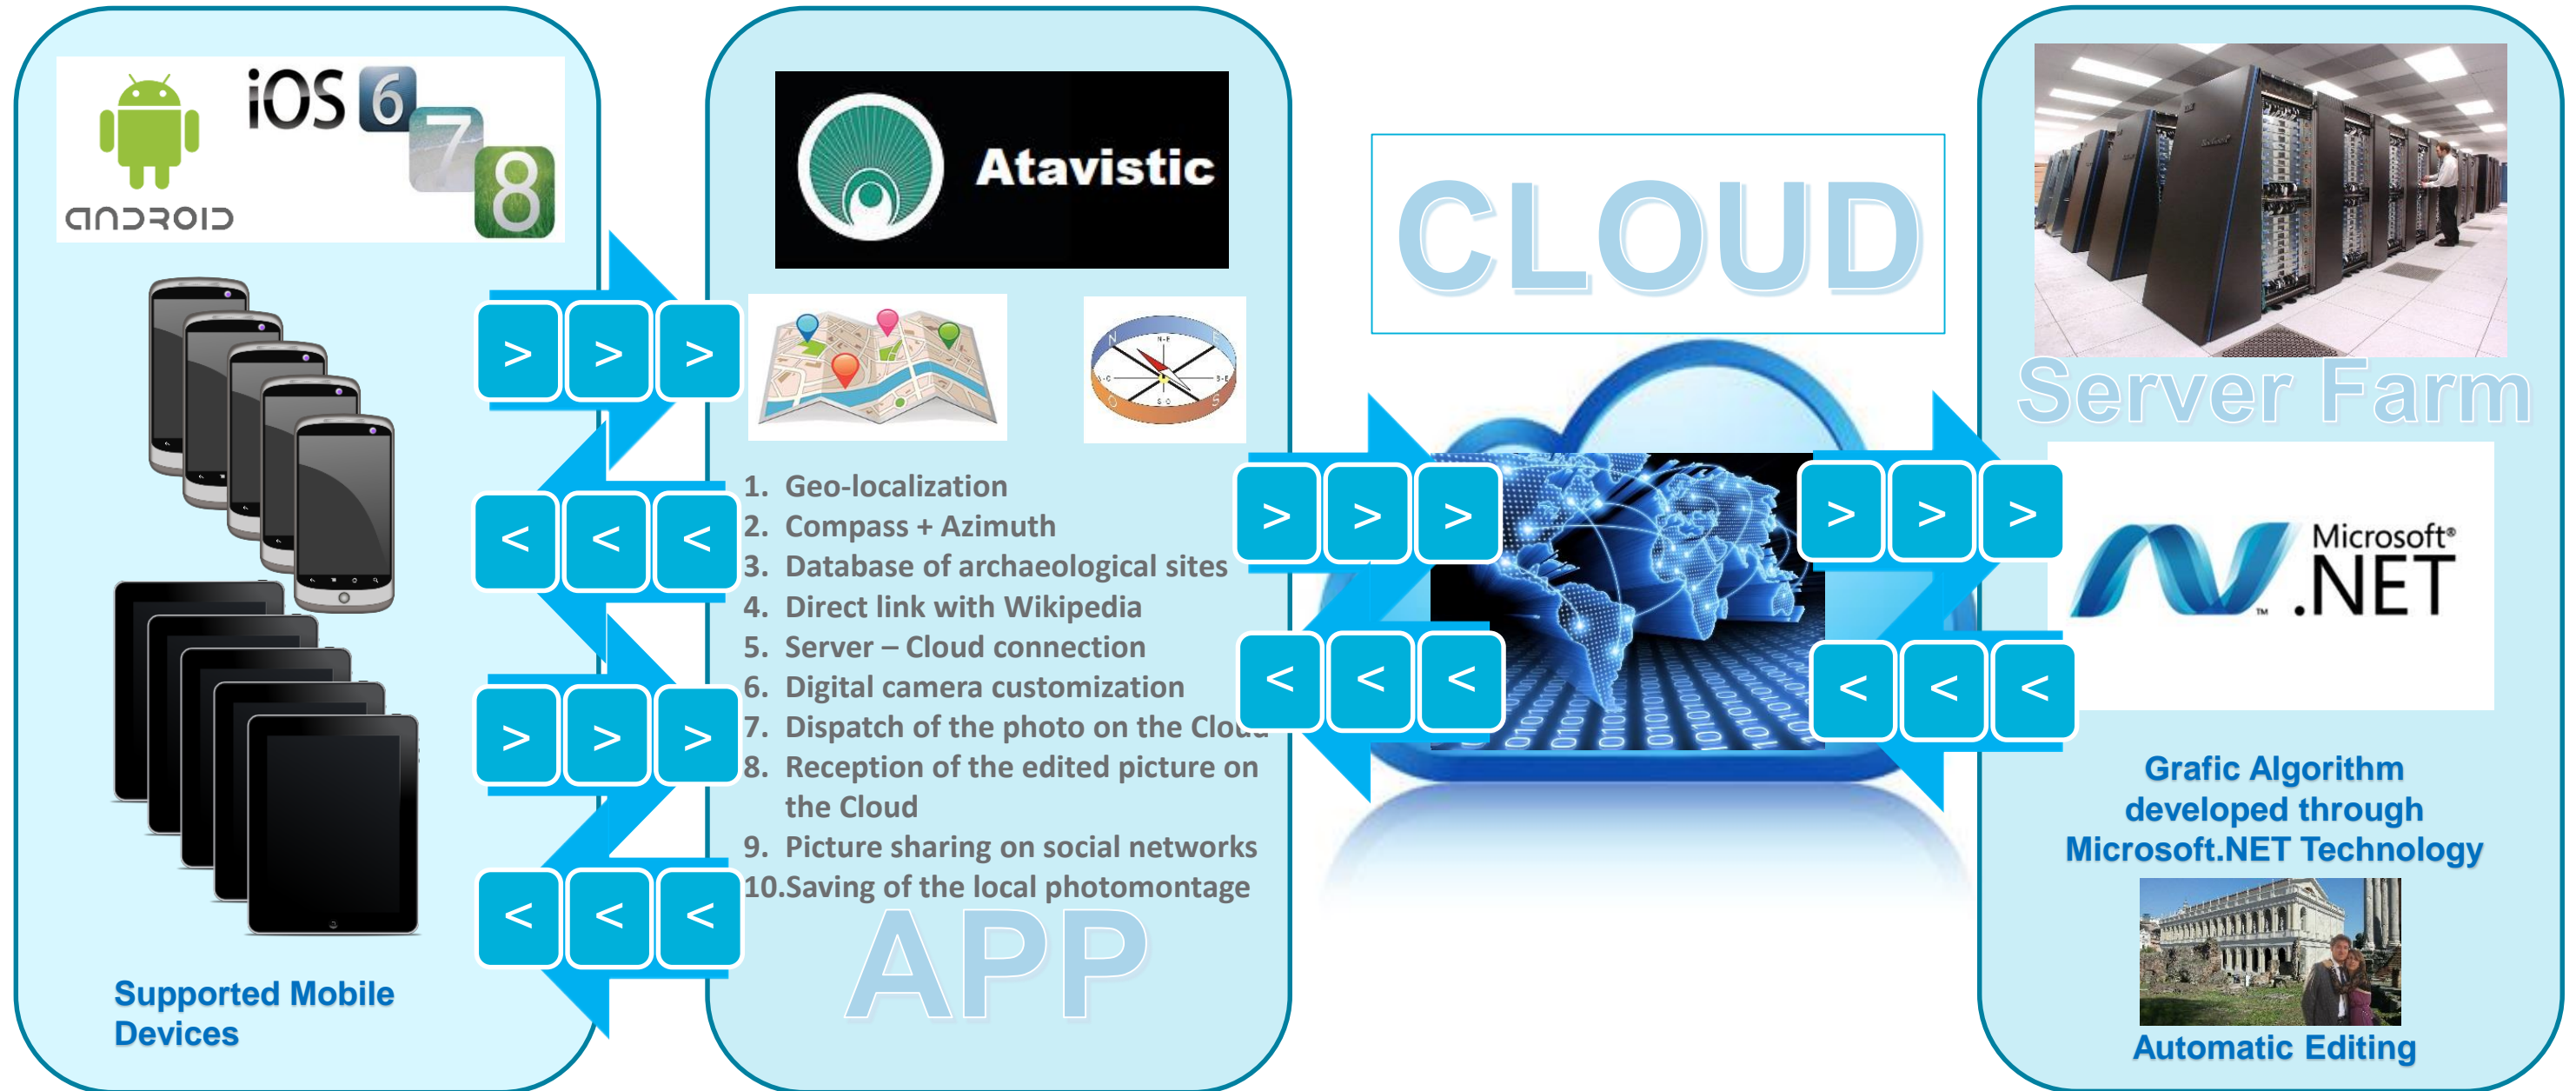 ANDROID
iOS 6
7
8
> > >
< < <
> > >
< < <
Supported Mobile
Devices
Atavistic
N
N-E
E
S-E
S
S-O
O
1. Geo-localization
2. Compass + Azimuth
3. Database of archaeological sites
4. Direct link with Wikipedia
5. Server – Cloud connection
6. Digital camera customization
7. Dispatch of the photo on the Cloud
8. Reception of the edited picture on
the Cloud
9. Picture sharing on social networks
10.Saving of the local photomontage
APP
> > >
< < <
CLOUD
> > >
< < <
Server Farm
Microsoft®
.NET
™
Grafic Algorithm
developed through
Microsoft.NET Technology
Automatic Editing